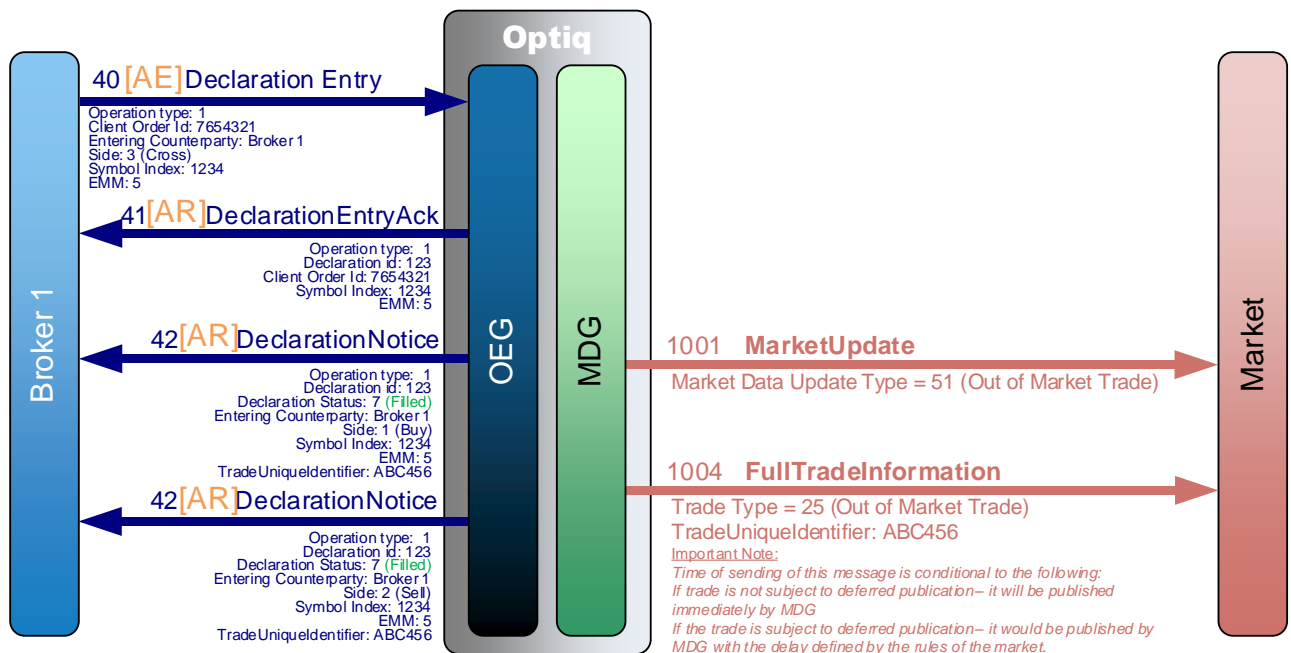 Optiq
Broker 1
40 [AE] Declaration Entry
Operation type: 1
Client Order Id: 7654321
Entering Counterparty: Broker 1
Side: 3 (Cross)
Symbol Index: 1234
EMM: 5
41[AR]DeclarationEntryAck
Operation type: 1
Declaration id: 123
Client Order Id: 7654321
Symbol Index: 1234
EMM: 5
42[AR]DeclarationNotice
Operation type: 1
Declaration id: 123
Declaration Status: 7 (Filled)
Entering Counterparty: Broker 1
Side: 1 (Buy)
Symbol Index: 1234
EMM: 5
TradeUniqueIdentifier: ABC456
42[AR]DeclarationNotice
Operation type: 1
Declaration id: 123
Declaration Status: 7 (Filled)
Entering Counterparty: Broker 1
Side: 2 (Sell)
Symbol Index: 1234
EMM: 5
TradeUniqueIdentifier: ABC456
OEG
MDG
1001 MarketUpdate
Market Data Update Type = 51 (Out of Market Trade)
1004 FullTradeInformation
Trade Type = 25 (Out of Market Trade)
TradeUniqueIdentifier: ABC456
Important Note:
Time of sending of this message is conditional to the following:
If trade is not subject to deferred publication– it will be published
immediately by MDG
If the trade is subject to deferred publication– it would be published by
MDG with the delay defined by the rules of the market.
Market